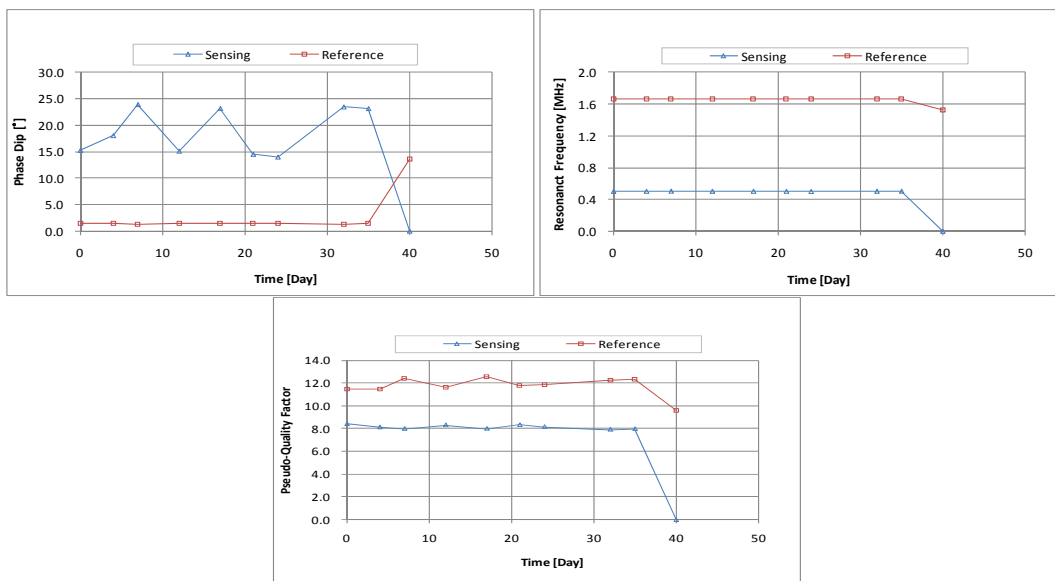 Sensing Reference
30.0
25.0
20.0
15.0
10.0
5.0
0.0
Phase Dip [°]
0 10 20 30 40 50
Time [Day]
Sensing Reference
2.0
1.6
1.2
0.8
0.4
0.0
Resonanct Frequency [MHz]
0 10 20 30 40 50
Time [Day]
Sensing Reference
14.0
12.0
10.0
8.0
6.0
4.0
2.0
0.0
Pseudo-Quality Factor
0 10 20 30 40 50
Time [Day]